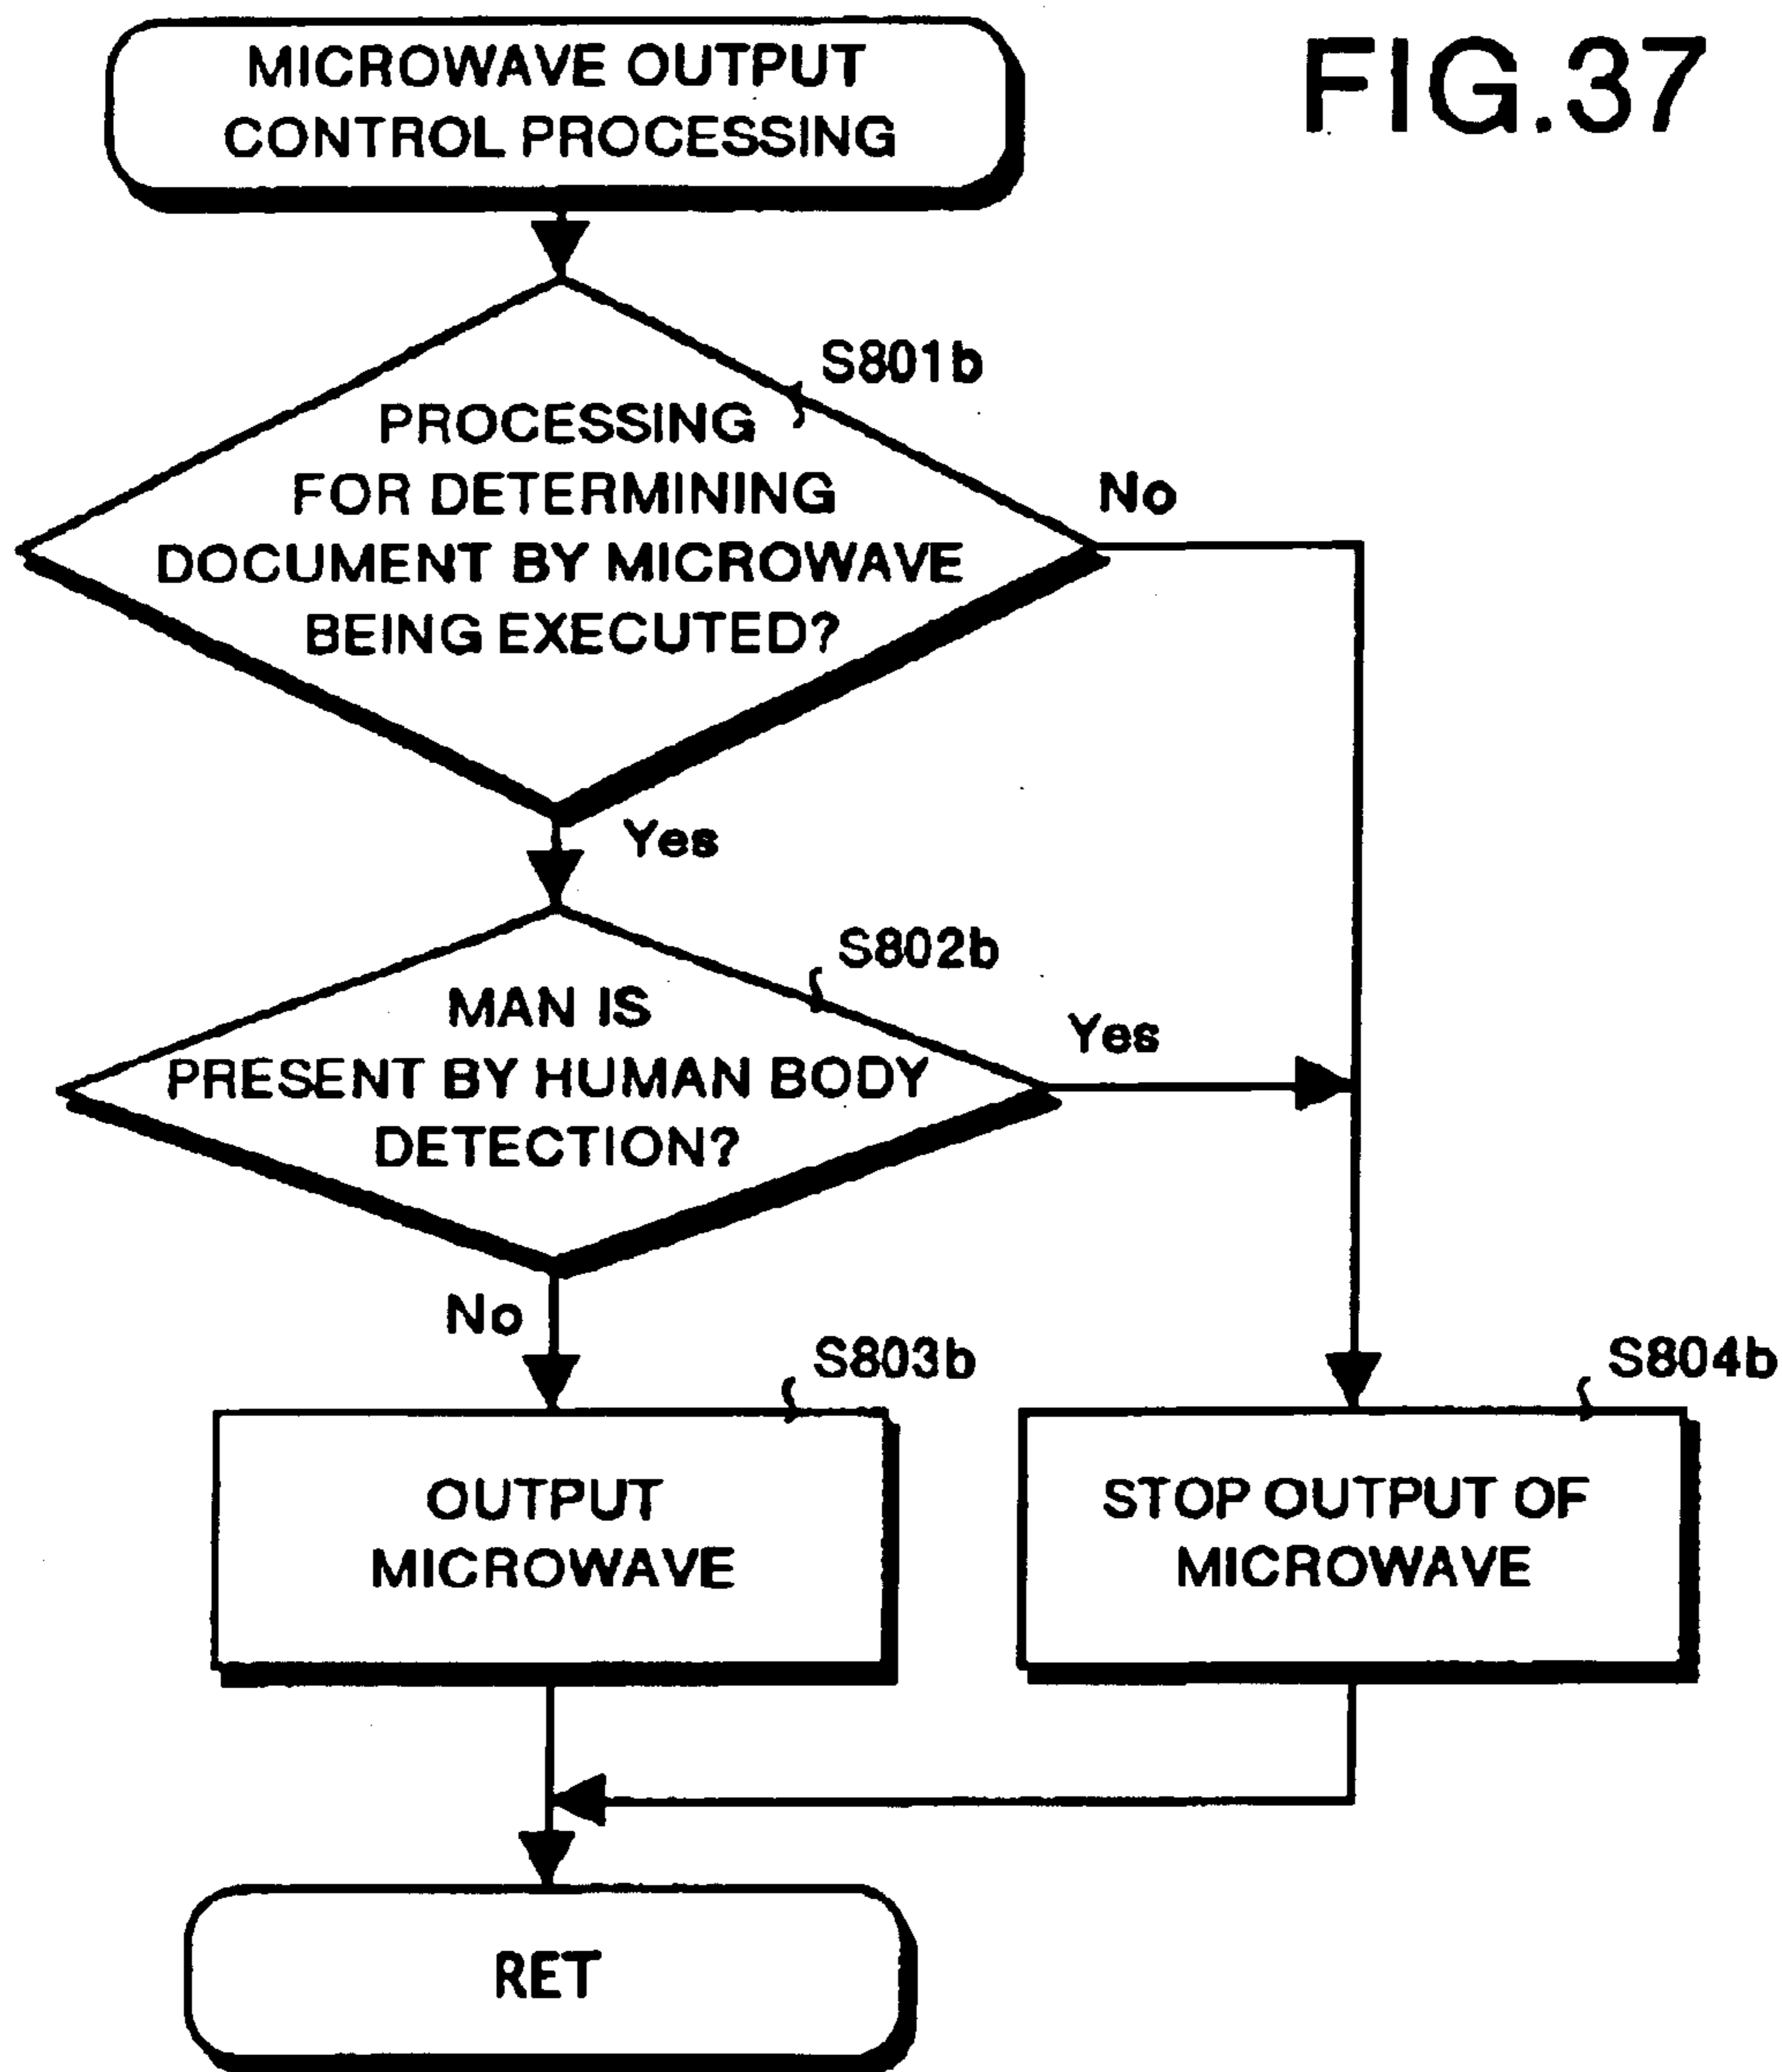 FIG.37
MICROWAVE OUTPUT
CONTROL PROCESSING
S801b
PROCESSING
FOR DETERMINING
DOCUMENT BY MICROWAVE
BEING EXECUTED?
No
Yes
S802b
MAN IS
PRESENT BY HUMAN BODY
DETECTION?
Yes
No
S803b
OUTPUT
MICROWAVE
S804b
STOP OUTPUT OF
MICROWAVE
RET